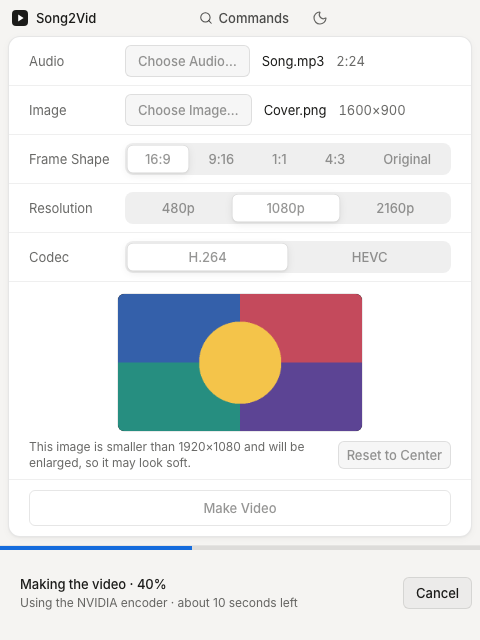 Song2Vid
Commands
Audio Choose Audio... Song.mp3 2:24
Image Choose Image... Cover.png 1600×900
Frame Shape 16:9 9:16 1:1 4:3 Original
Resolution 480p 1080p 2160p
Codec H.264 HEVC
This image is smaller than 1920×1080 and will be
enlarged, so it may look soft.
Reset to Center
Make Video
Making the video · 40%
Using the NVIDIA encoder · about 10 seconds left
Cancel